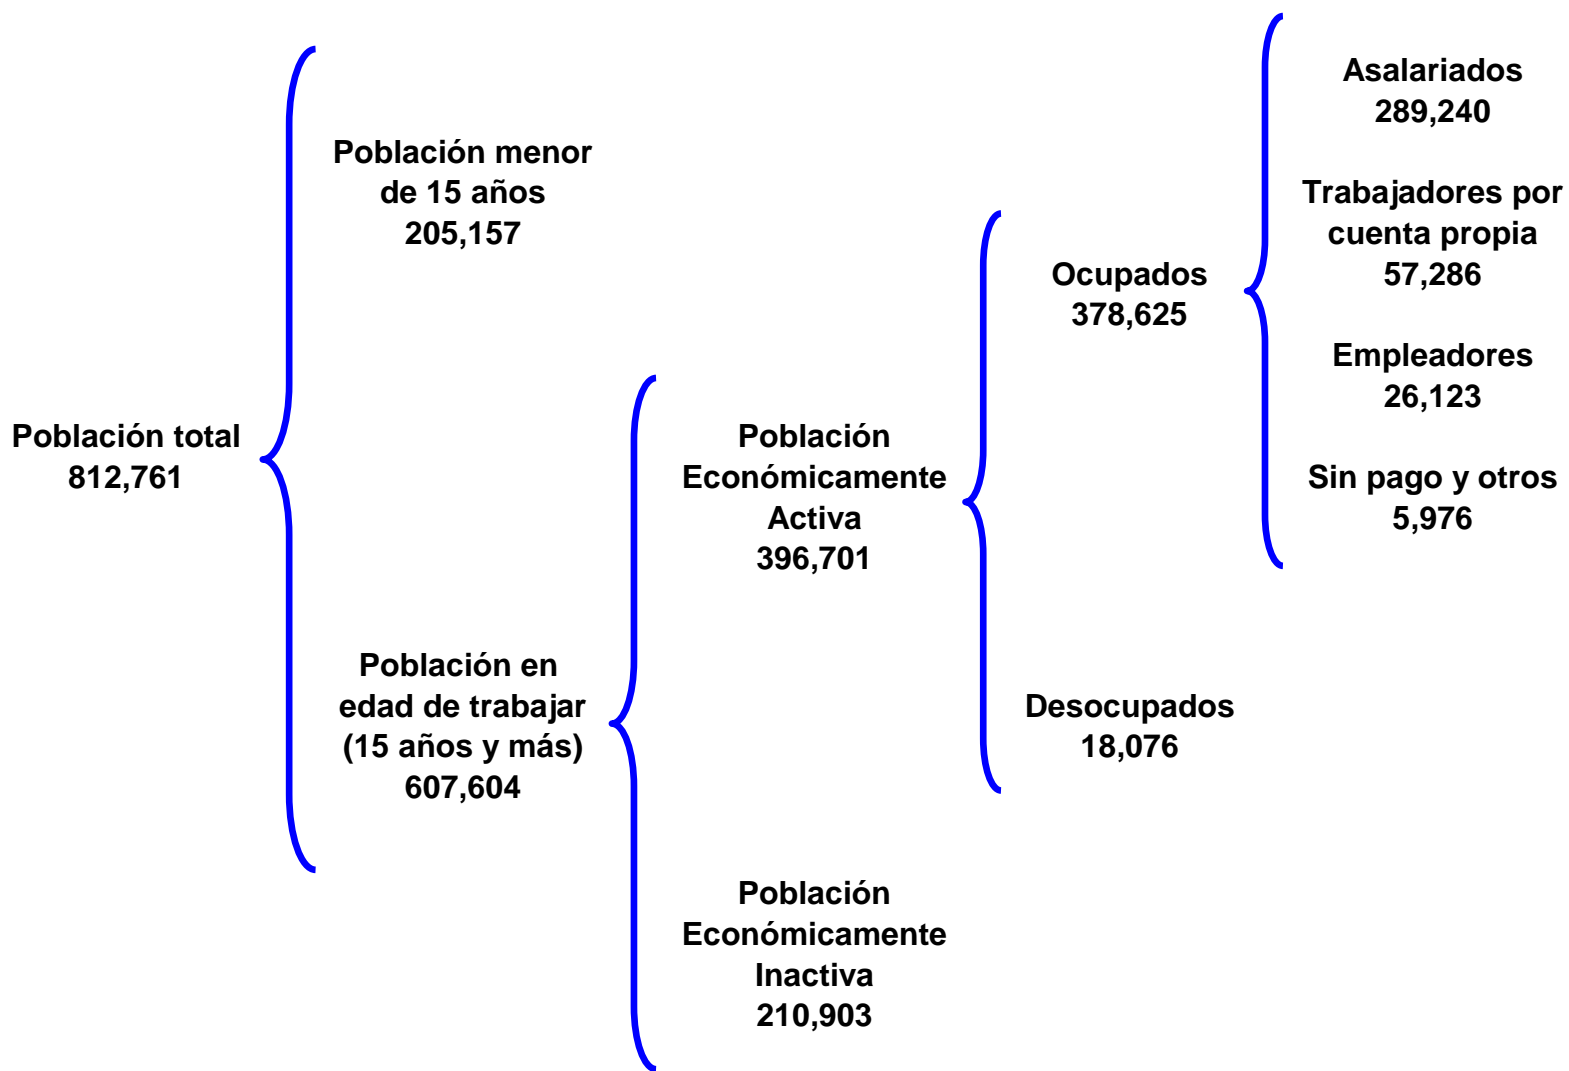 Población total
812,761
Población menor
de 15 años
205,157
Población en
edad de trabajar
(15 años y más)
607,604
Población
Económicamente
Activa
396,701
Población
Económicamente
Inactiva
210,903
Ocupados
378,625
Desocupados
18,076
Asalariados
289,240
Trabajadores por
cuenta propia
57,286
Empleadores
26,123
Sin pago y otros
5,976